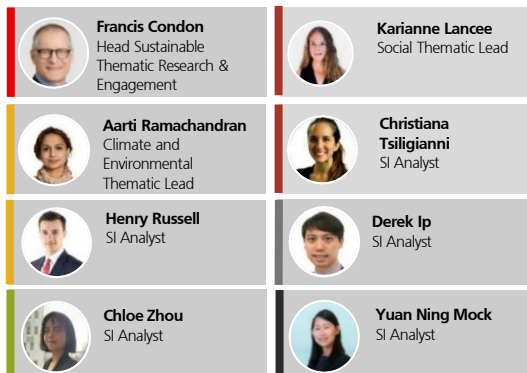 Francis Condon
Head Sustainable
Thematic Research &
Engagement
Karianne Lancee
Social Thematic Lead
Aarti Ramachandran
Climate and
Environmental
Thematic Lead
Christiana
Tsiligianni
SI Analyst
Henry Russell
SI Analyst
Derek Ip
SI Analyst
Chloe Zhou
SI Analyst
Yuan Ning Mock
SI Analyst